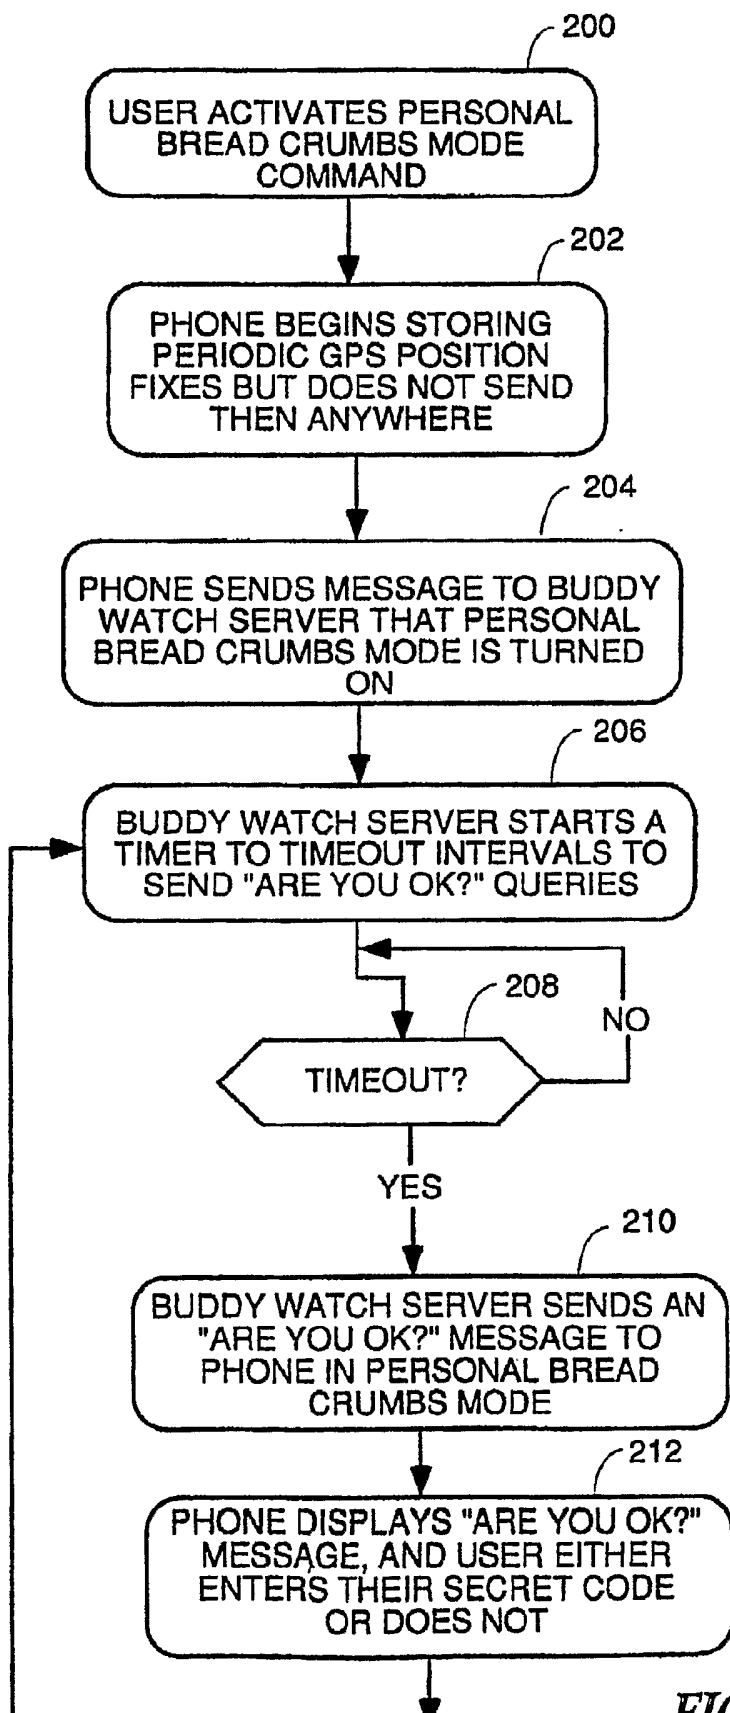 200
USER ACTIVATES PERSONAL
BREAD CRUMBS MODE
COMMAND
202
PHONE BEGINS STORING
PERIODIC GPS POSITION
FIXES BUT DOES NOT SEND
THEN ANYWHERE
204
PHONE SENDS MESSAGE TO BUDDY
WATCH SERVER THAT PERSONAL
BREAD CRUMBS MODE IS TURNED
ON
206
BUDDY WATCH SERVER STARTS A
TIMER TO TIMEOUT INTERVALS TO
SEND "ARE YOU OK?" QUERIES
208
NO
TIMEOUT?
YES
210
BUDDY WATCH SERVER SENDS AN
"ARE YOU OK?" MESSAGE TO
PHONE IN PERSONAL BREAD
CRUMBS MODE
212
PHONE DISPLAYS "ARE YOU OK?"
MESSAGE, AND USER EITHER
ENTERS THEIR SECRET CODE
OR DOES NOT